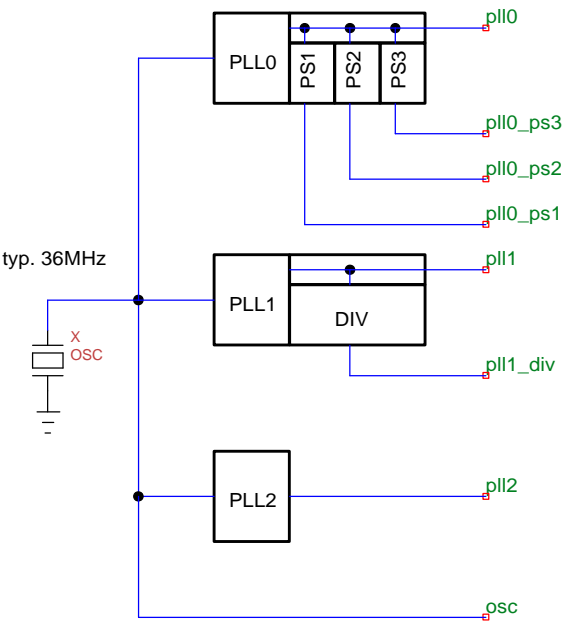 pll0
PLL0
PS1
PS2
PS3
pll0_ps3
pll0_ps2
pll0_ps1
typ. 36MHz
pll1
PLL1
DIV
X
OSC
pll1_div
pll2
PLL2
osc